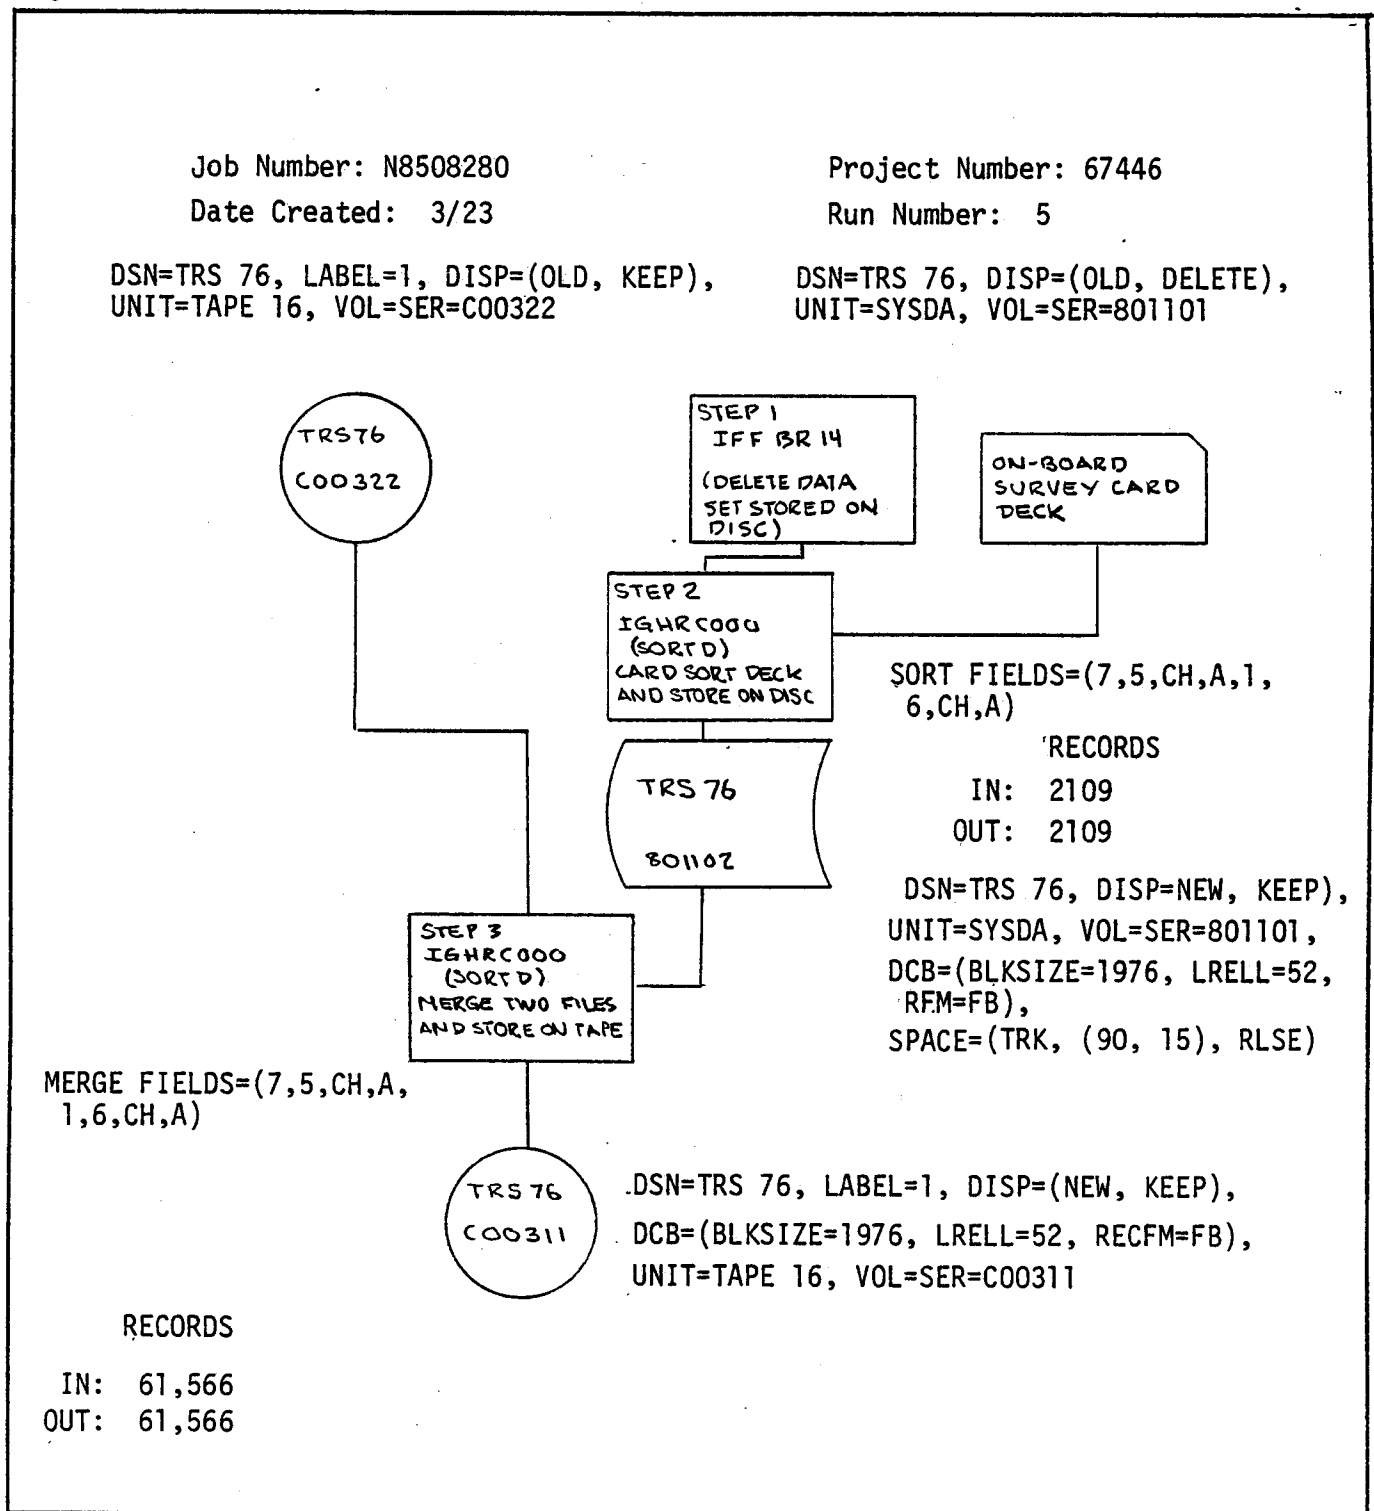 Job Number: N8508280
Project Number: 67446
Date Created: 3/23
Run Number: 5
DSN=TRS 76, LABEL=1, DISP=(OLD, KEEP),
UNIT=TAPE 16, VOL=SER=C00322
DSN=TRS 76, DISP=(OLD, DELETE),
UNIT=SYSDA, VOL=SER=801101
TRS76
C00322
STEP 1
IFF BR 14
(DELETE DATA
SET STORED ON
DISC)
ON-BOARD
SURVEY CARD
DECK
STEP 2
IGHRC000
(SORT D)
CARD SORT DECK
AND STORE ON DISC
SORT FIELDS=(7,5,CH,A,1,
6,CH,A)
RECORDS
IN: 2109
OUT: 2109
TRS 76
801102
DSN=TRS 76, DISP=NEW, KEEP),
UNIT=SYSDA, VOL=SER=801101,
DCB=(BLKSIZE=1976, LRELL=52,
RFM=FB),
SPACE=(TRK, (90, 15), RLSE)
STEP 3
IGHRC000
(SORT D)
MERGE TWO FILES
AND STORE ON TAPE
MERGE FIELDS=(7,5,CH,A,
1,6,CH,A)
TRS 76
C00311
DSN=TRS 76, LABEL=1, DISP=(NEW, KEEP),
DCB=(BLKSIZE=1976, LRELL=52, RECFM=FB),
UNIT=TAPE 16, VOL=SER=C00311
RECORDS
IN: 61,566
OUT: 61,566